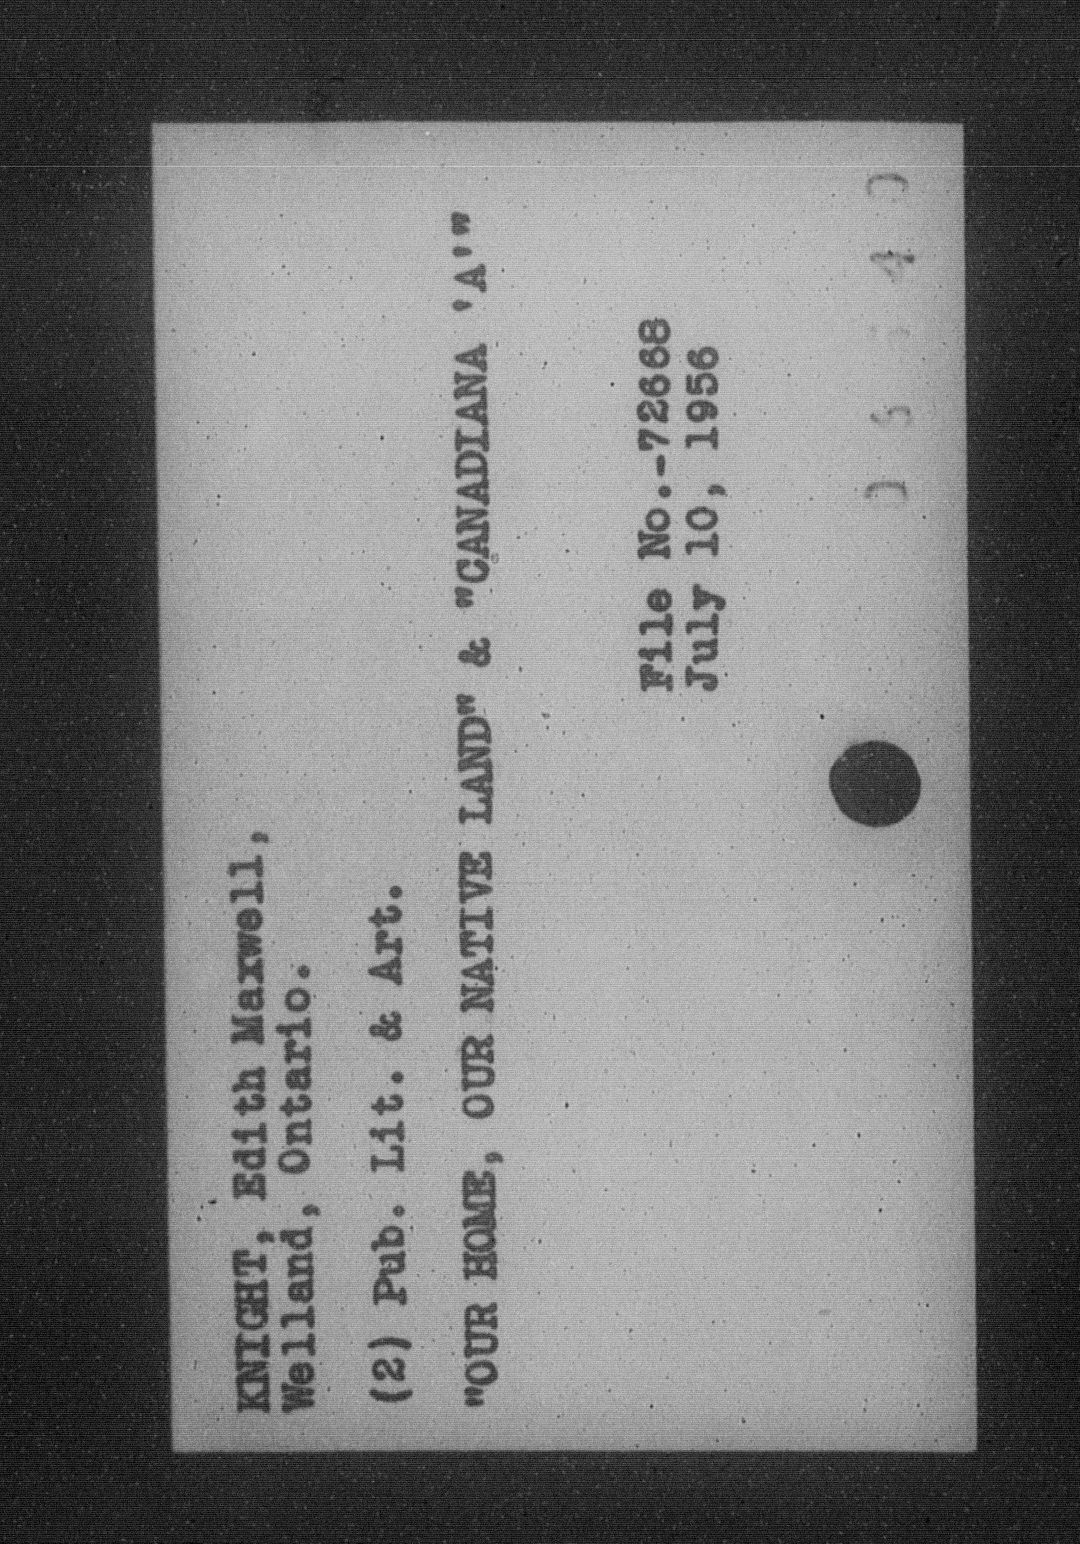 KNIGHT, Edith Maxwell,
Welland, Ontario.
(2) Pub. Lit. & Art.
"OUR HOME, OUR NATIVE LAND" & "CANADIANA 'A'"
File No.-72668
July 10, 1956